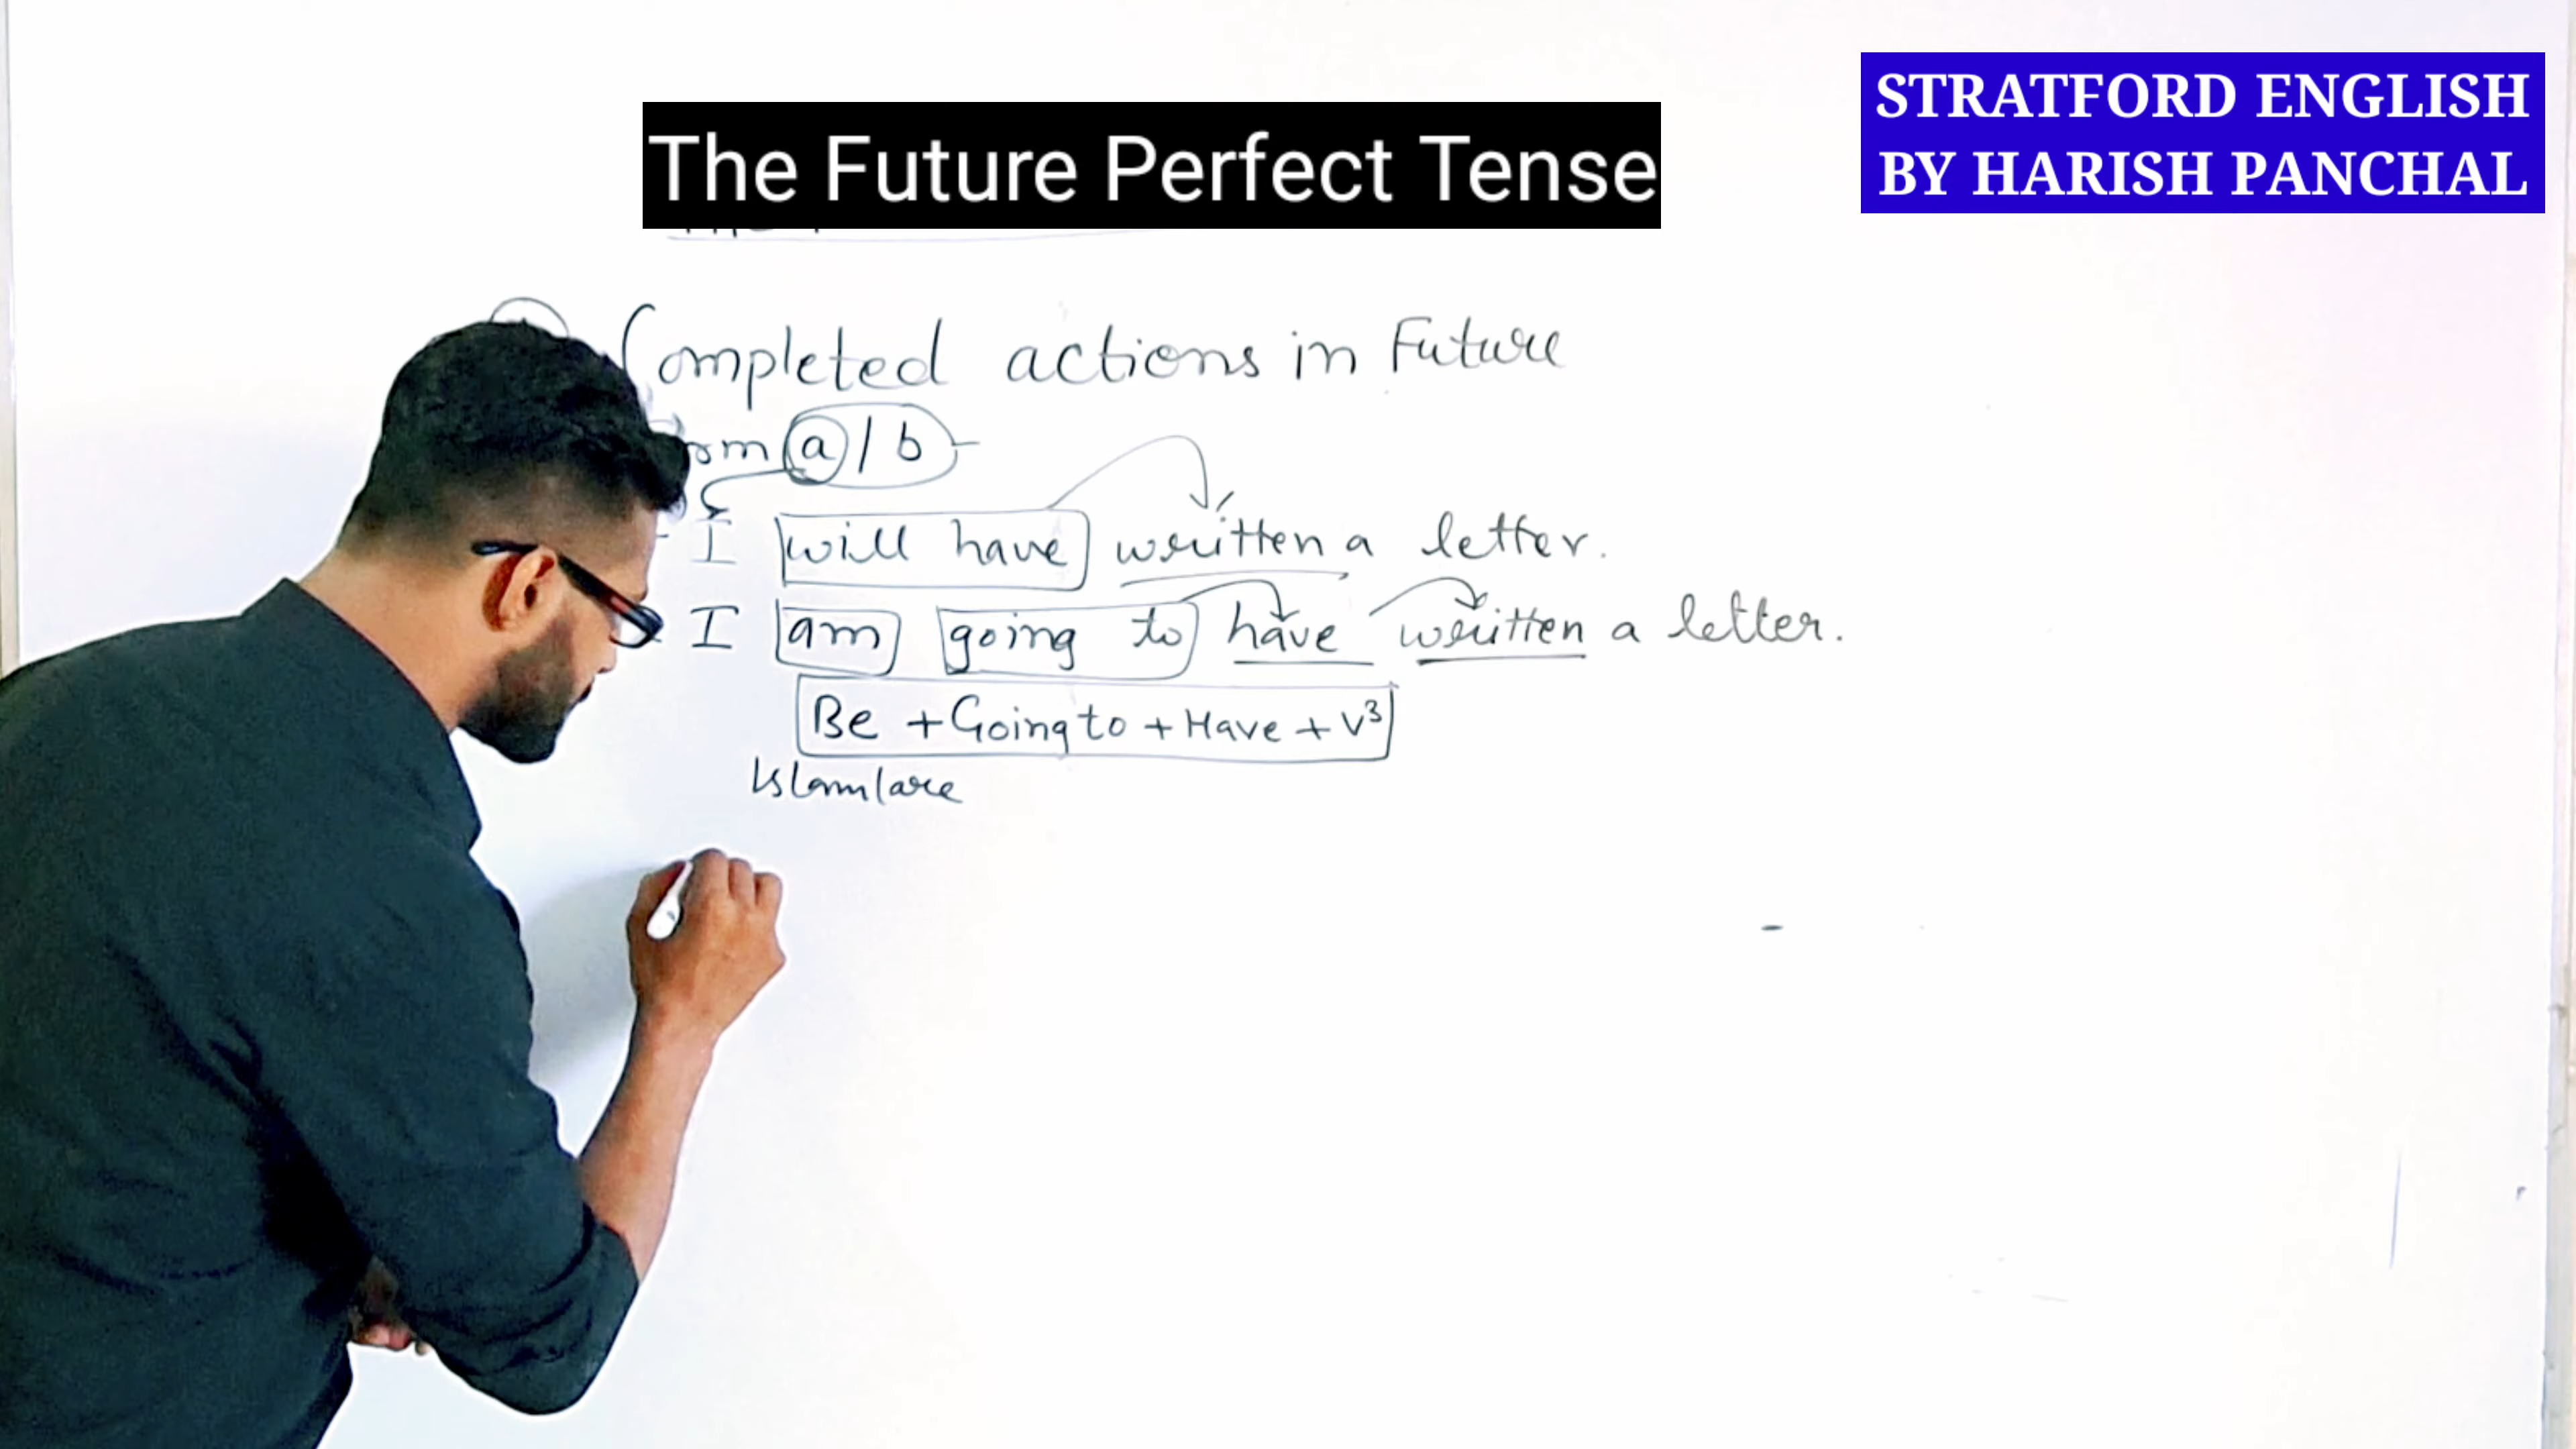 STRATFORD ENGLISH
BY HARISH PANCHAL
The Future Perfect Tense
Completed actions in Future
a/b
I will have written a letter.
I am going to have written a letter.
Be + Going to + Have + V³
Is/am/are